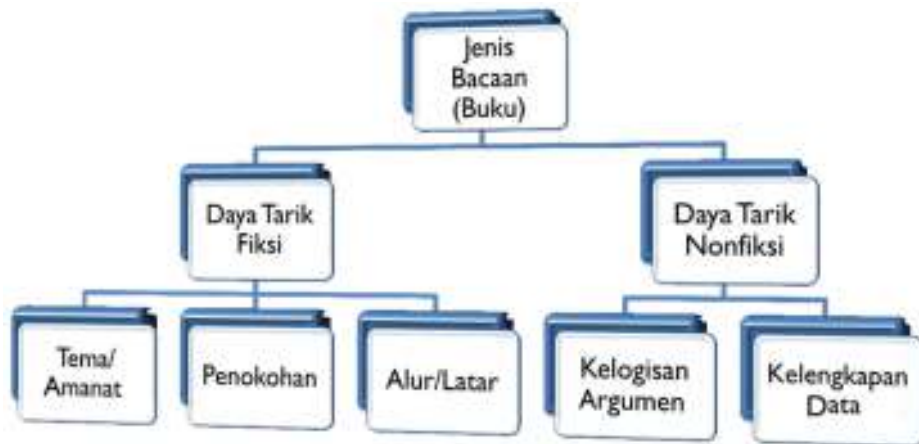 Jenis
Bacaan
(Buku)
Daya Tarik
Fiksi
Daya Tarik
Nonfiksi
Tema/
Amanat
Penokohan
Alur/Latar
Kelogisan
Argumen
Kelengkapan
Data